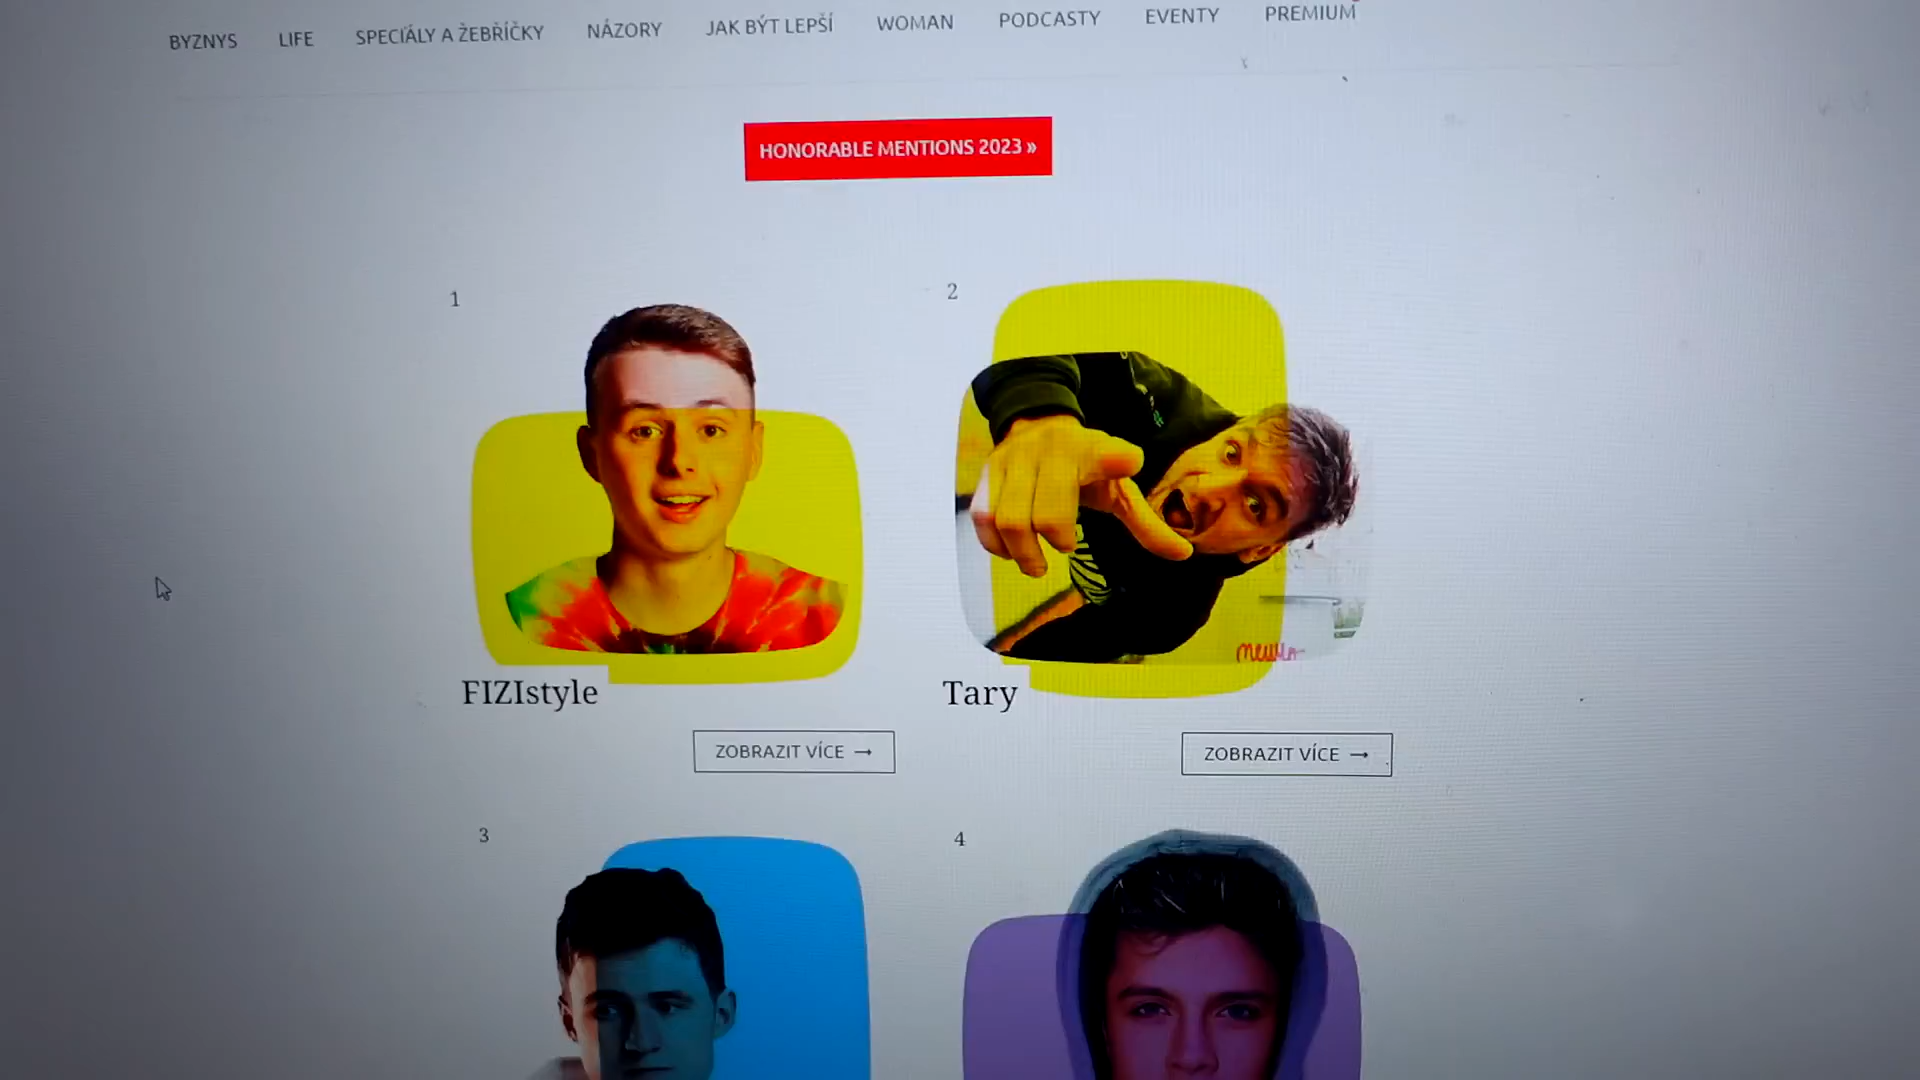 BYZNYS LIFE SPECIÁLY A ŽEBŘÍČKY NÁZORY JAK BÝT LEPŠÍ WOMAN PODCASTY EVENTY PREMIUM
HONORABLE MENTIONS 2023 »
1
2
FIZIstyle
Tary
ZOBRAZIT VÍCE →
ZOBRAZIT VÍCE →
3
4